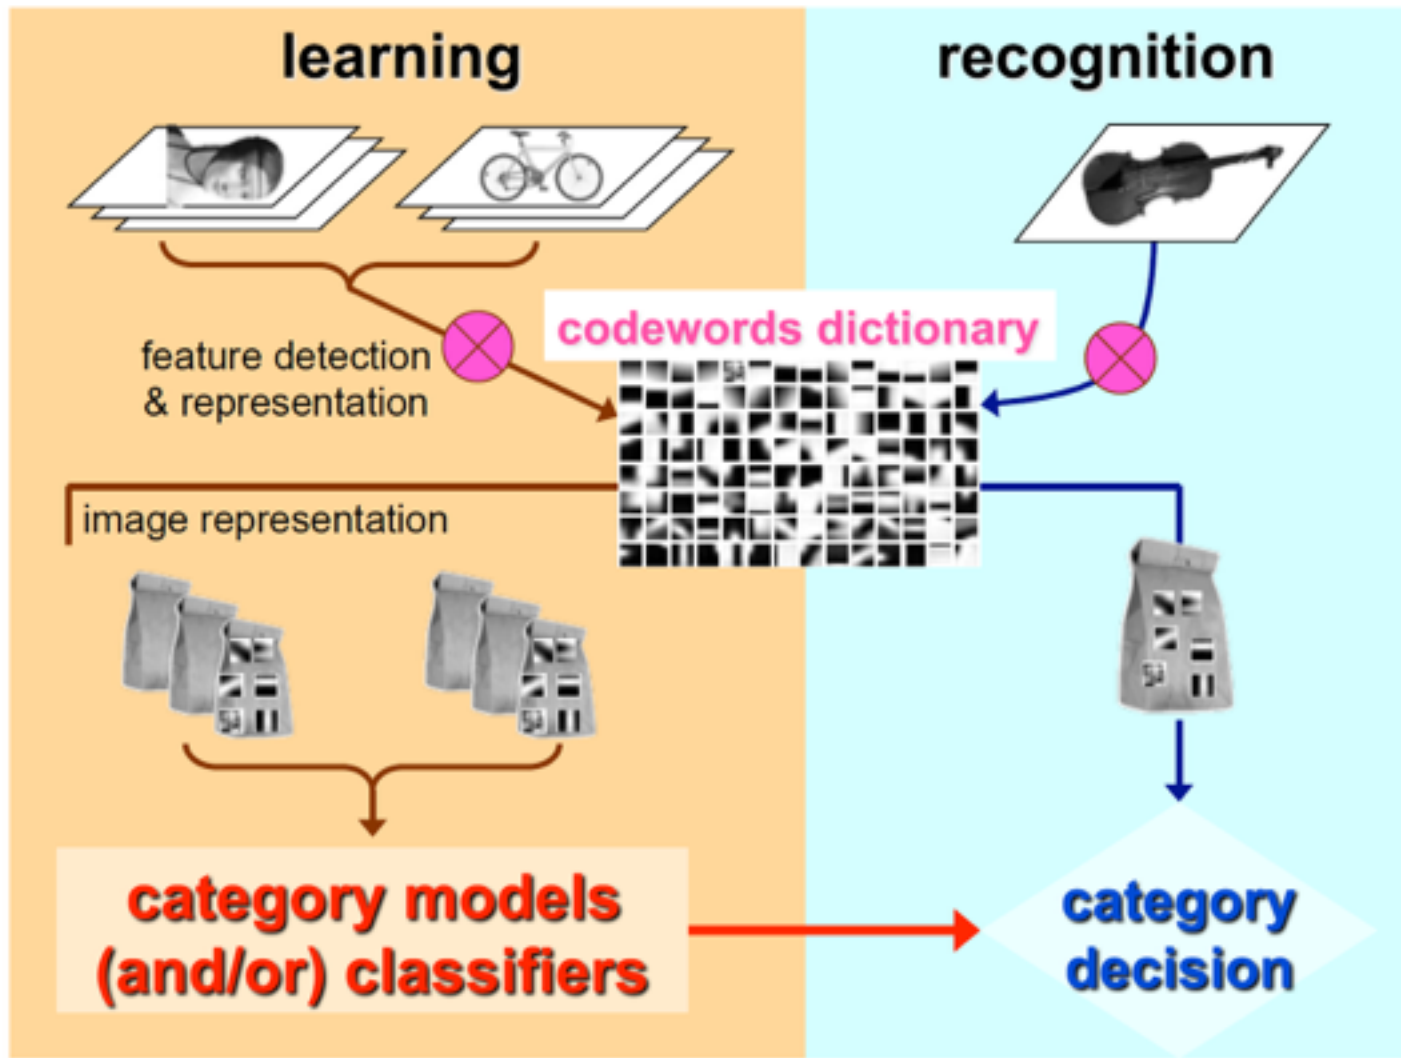 learning
recognition
codewords dictionary
feature detection
& representation
image representation
category models
(and/or) classifiers
category
decision